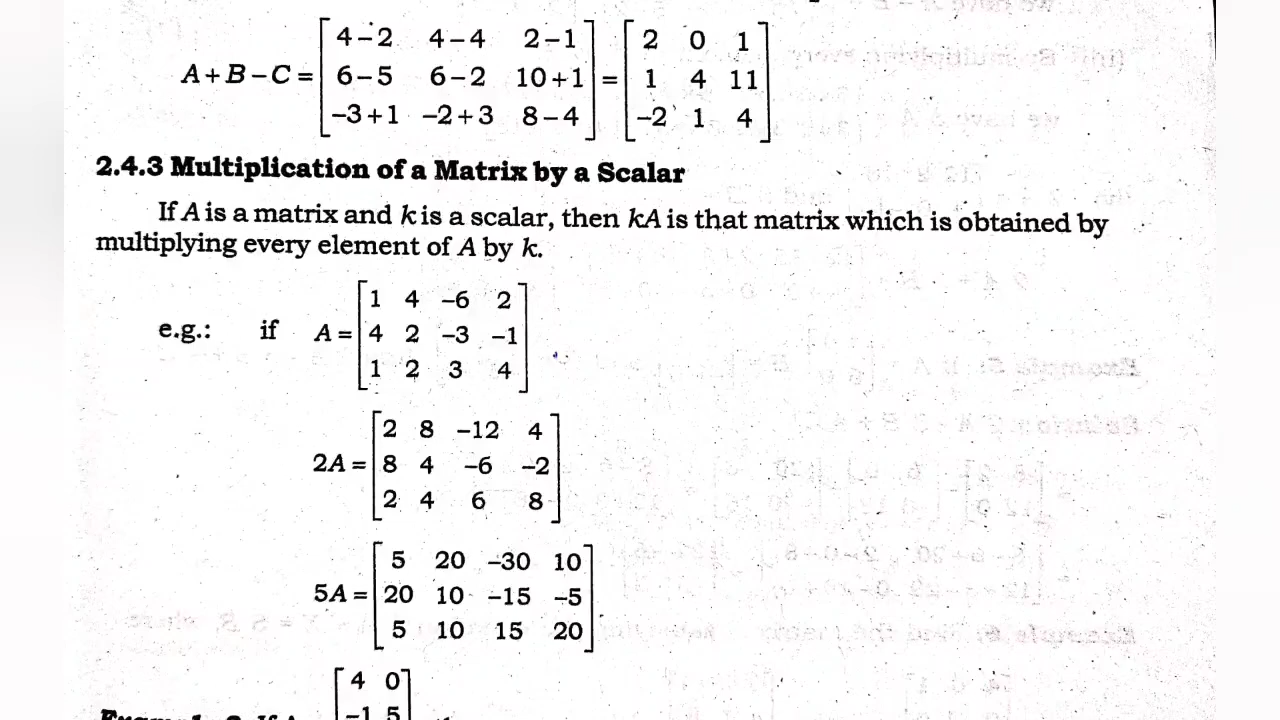 A+B−C = [4−2 4−4 2−1; 6−5 6−2 10+1; −3+1 −2+3 8−4] = [2 0 1; 1 4 11; −2 1 4]
2.4.3 Multiplication of a Matrix by a Scalar
If A is a matrix and k is a scalar, then kA is that matrix which is obtained by
multiplying every element of A by k.
e.g.: if A = [1 4 −6 2; 4 2 −3 −1; 1 2 3 4]
2A = [2 8 −12 4; 8 4 −6 −2; 2 4 6 8]
5A = [5 20 −30 10; 20 10 −15 −5; 5 10 15 20].
[4 0; −1 5